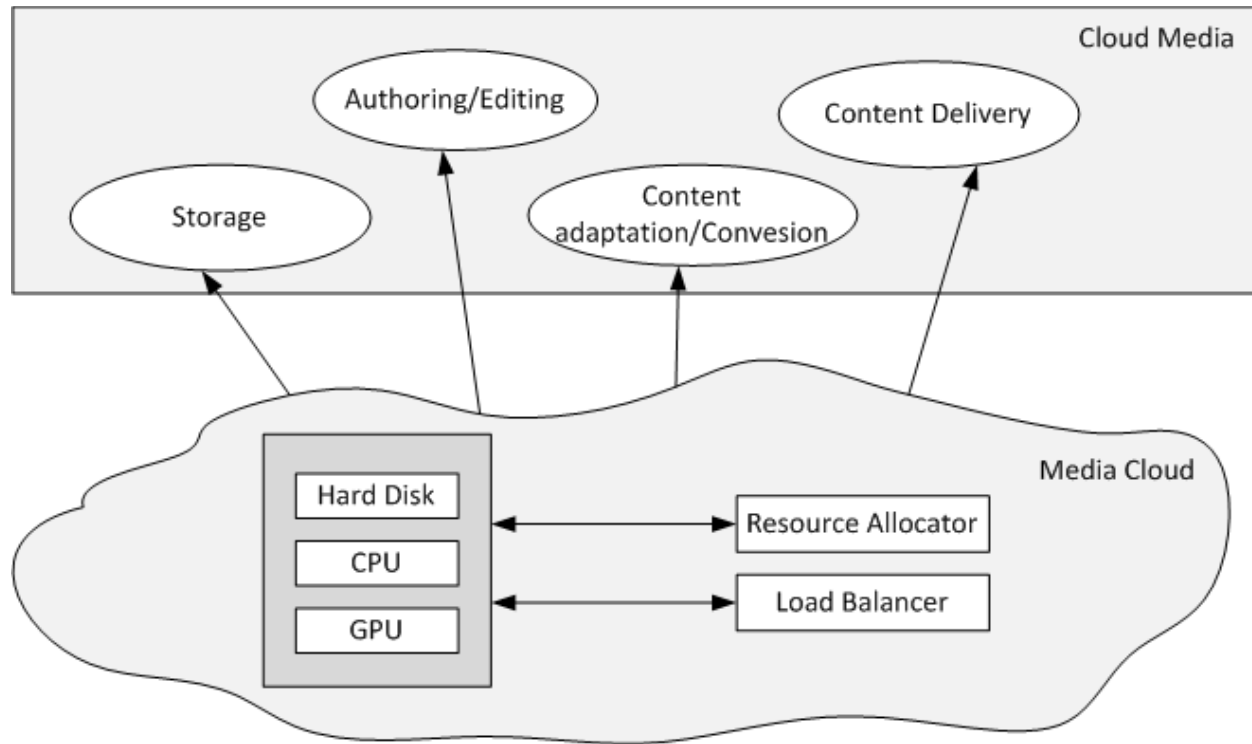 Cloud Media
Authoring/Editing
Content Delivery
Storage
Content
adaptation/Convesion
Media Cloud
Hard Disk
CPU
GPU
Resource Allocator
Load Balancer